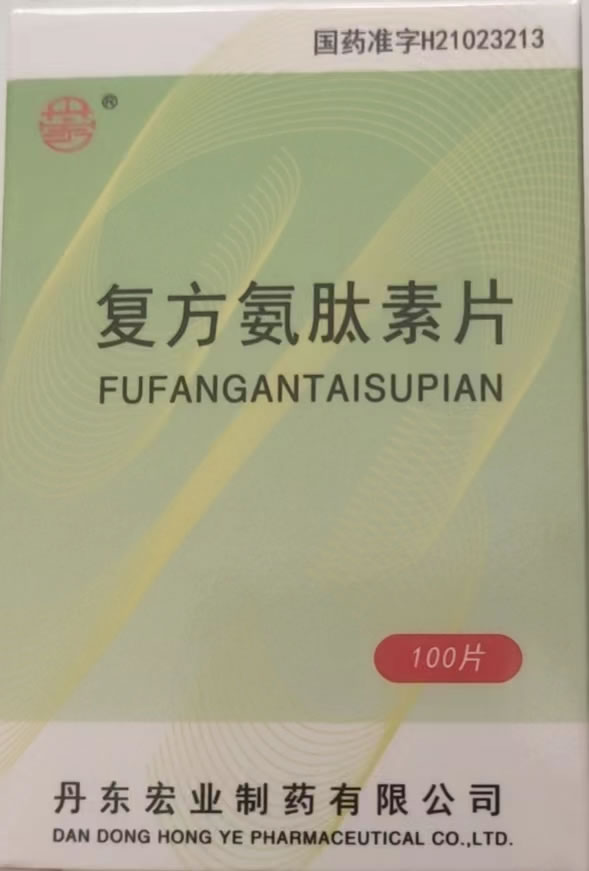 国药准字H21023213
®
复方氨肽素片
FUFANGANTAISUPIAN
100片
丹东宏业制药有限公司
DAN DONG HONG YE PHARMACEUTICAL CO.,LTD.